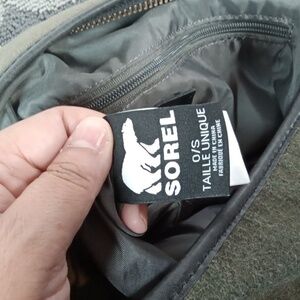 SOREL
O/S
TAILLE UNIQUE
MADE IN CHINA
FABRIQUÉ EN CHINE